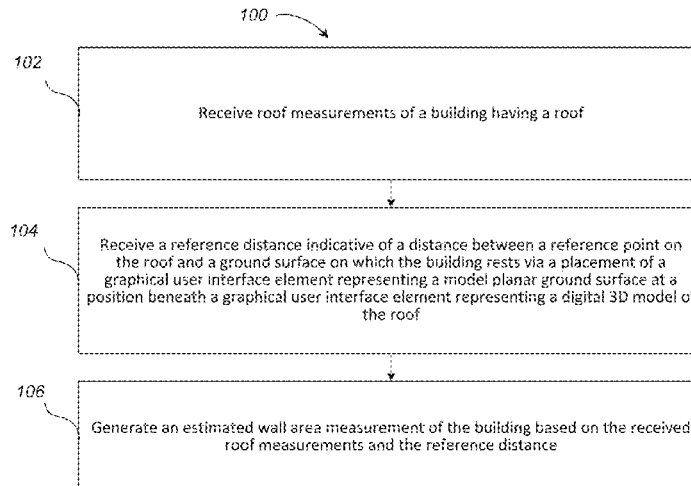 100
102
Receive roof measurements of a building having a roof
104
Receive a reference distance indicative of a distance between a reference point on
the roof and a ground surface on which the building rests via a placement of a
graphical user interface element representing a model planar ground surface at a
position beneath a graphical user interface element representing a digital 3D model of
the roof
106
Generate an estimated wall area measurement of the building based on the received
roof measurements and the reference distance